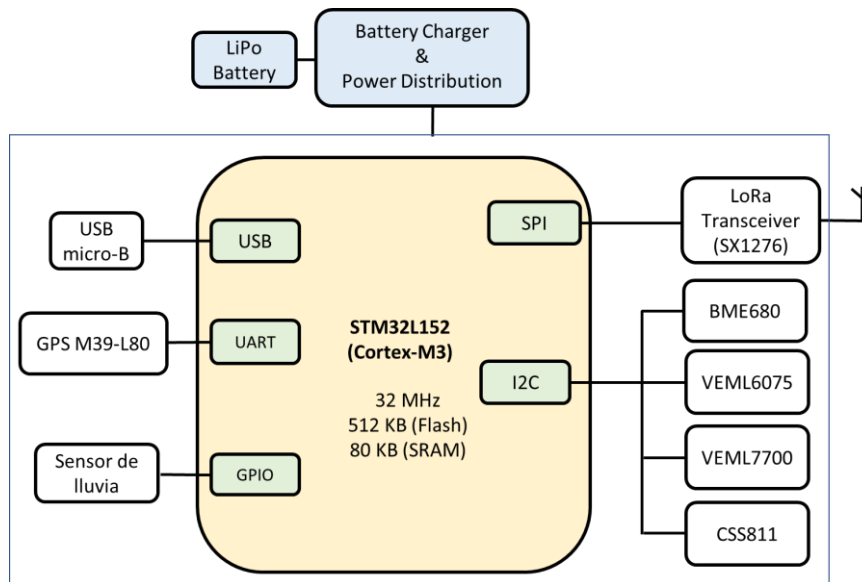 LiPo
Battery
Battery Charger
&
Power Distribution
USB
micro-B
USB
SPI
LoRa
Transceiver
(SX1276)
GPS M39-L80
UART
STM32L152
(Cortex-M3)
32 MHz
512 KB (Flash)
80 KB (SRAM)
I2C
BME680
VEML6075
VEML7700
CSS811
Sensor de
lluvia
GPIO